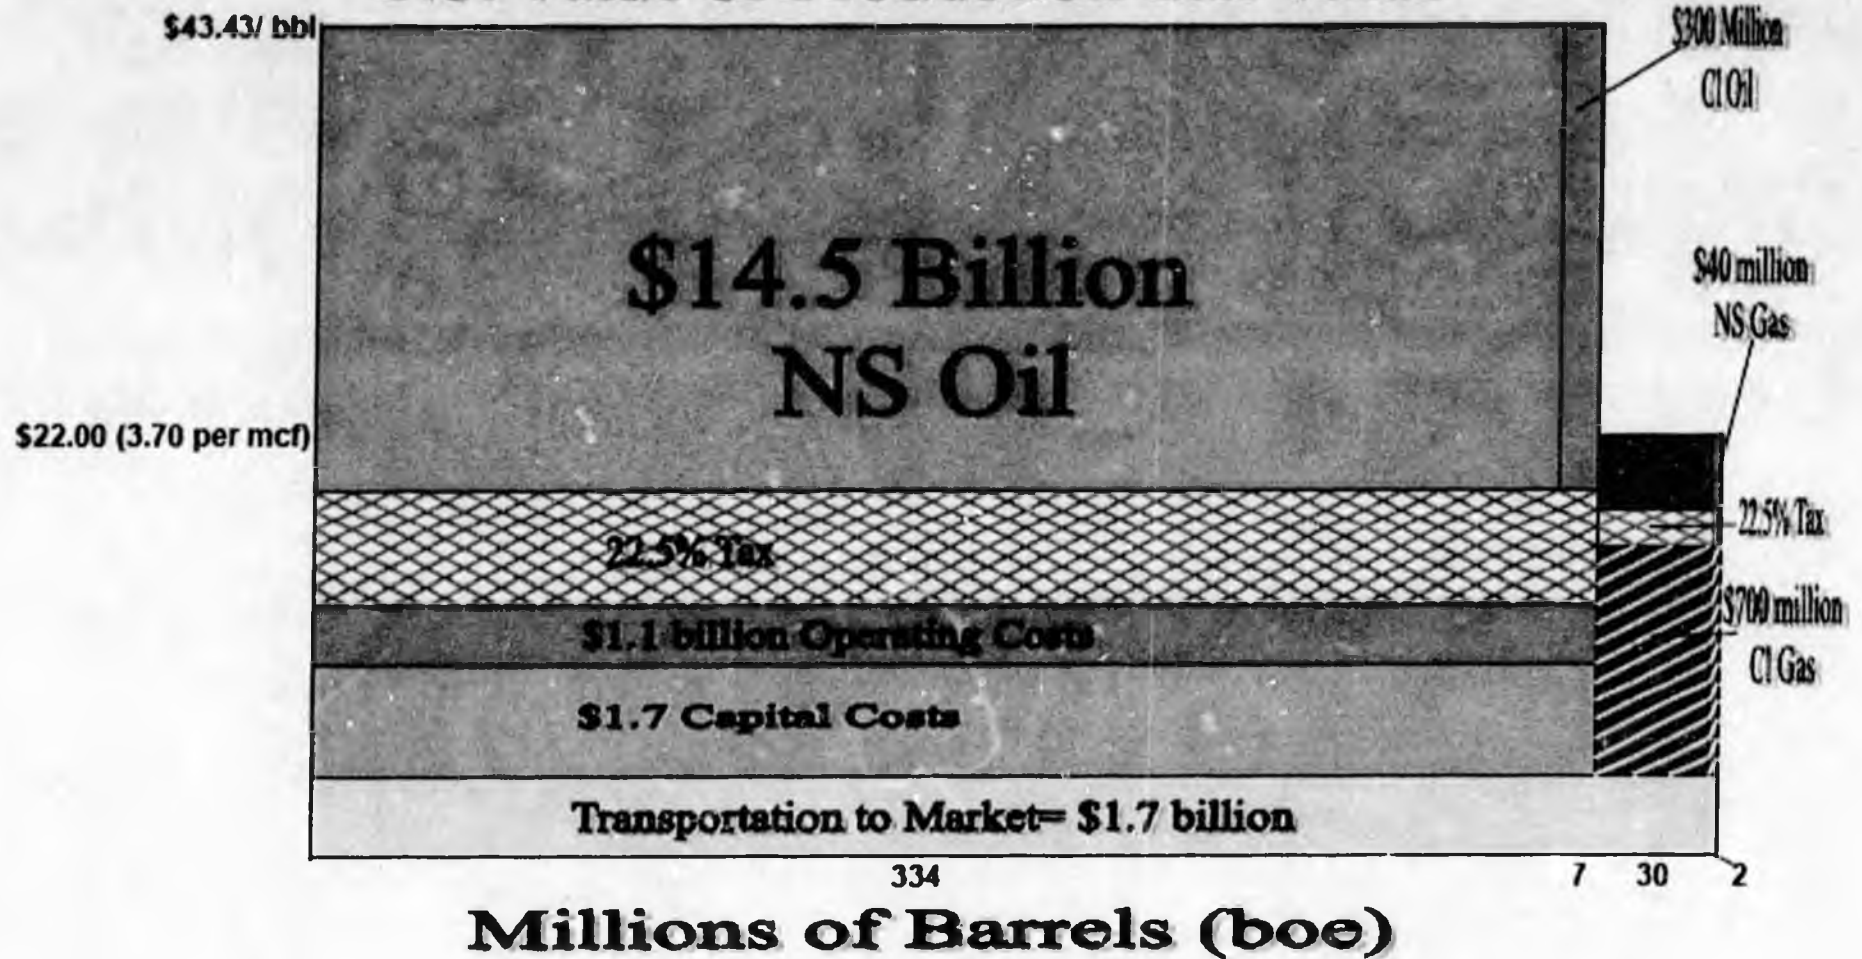 $43.43/ bbl
$300 Million
CI Oil
$14.5 Billion
NS Oil
$40 million
NS Gas
$22.00 (3.70 per mcf)
22.5% Tax
22.5% Tax
$1.1 billion Operating Costs
$700 million
CI Gas
$1.7 Capital Costs
Transportation to Market= $1.7 billion
334 7 30 2
Millions of Barrels (boe)